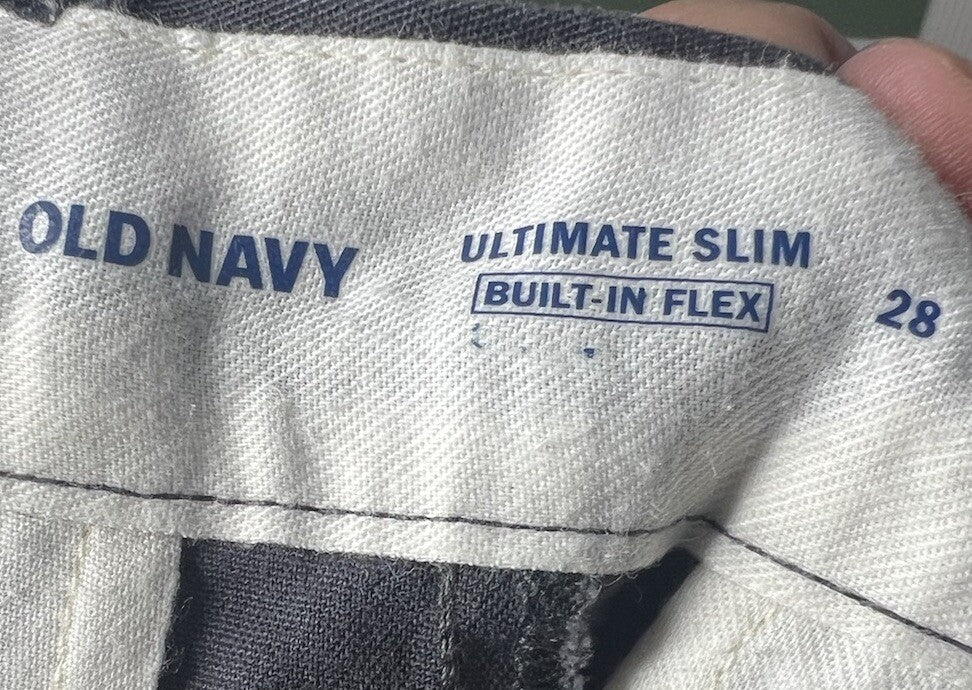 OLD NAVY
ULTIMATE SLIM
BUILT-IN FLEX
28